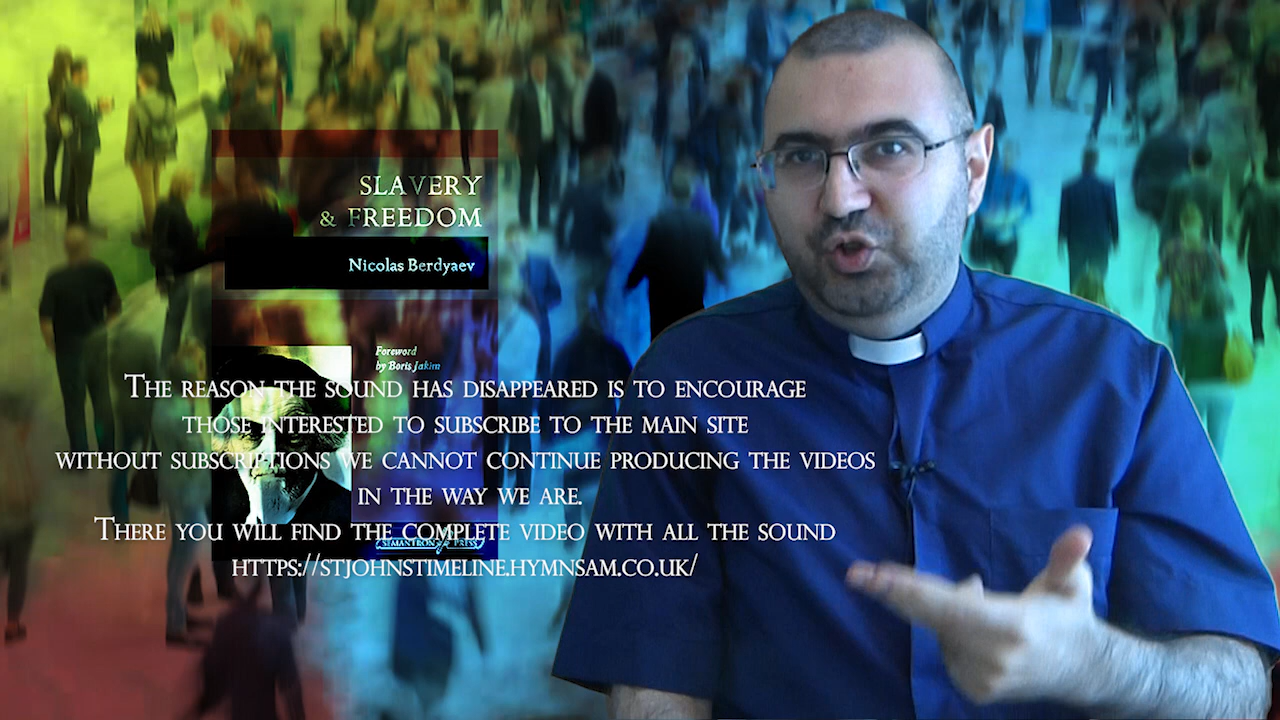 SLAVERY
& FREEDOM
Nicolas Berdyaev
Foreword
by Boris Jakim
THE REASON THE SOUND HAS DISAPPEARED IS TO ENCOURAGE
THOSE INTERESTED TO SUBSCRIBE TO THE MAIN SITE
WITHOUT SUBSCRIPTIONS WE CANNOT CONTINUE PRODUCING THE VIDEOS
IN THE WAY WE ARE.
THERE YOU WILL FIND THE COMPLETE VIDEO WITH ALL THE SOUND
SEMANTRON PRESS
HTTPS://STJOHNSTIMELINE.HYMNSAM.CO.UK/